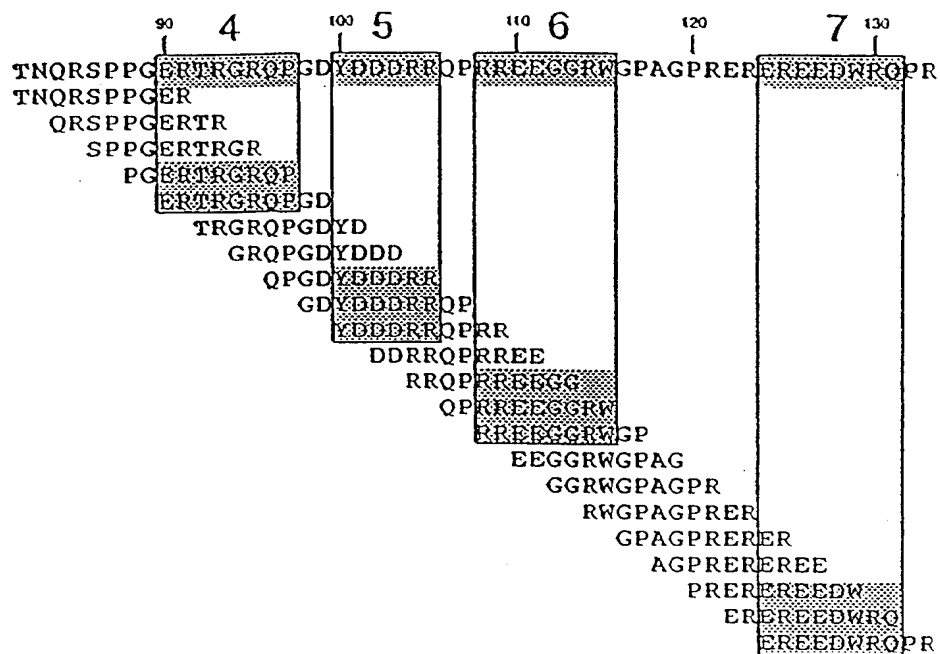 90 4 100 5 110 6 120 7 130
TNQRSPPGERTRGRQPGDYDDDRRQPRREEGGRWGPAGPREREREEDWRQPR
TNQRSPPGER
QRSPPGERTR
SPPGERTRGR
PGERTRGRQP
ERTRGRQPGD
TRGRQPGDYD
GRQPGDYDDD
QPGDYDDDRR
GDYDDDRRQP
YDDDRRQPRR
DDRRQPRREE
RRQPRREEGG
QPRREEGGRW
RREEGGRWGP
EEGGRWGPAG
GGRWGPAGPR
RWGPAGPRER
GPAGPRERER
AGPREREREE
PREREREEDW
EREREEDWRQ
EREEDWRQPR